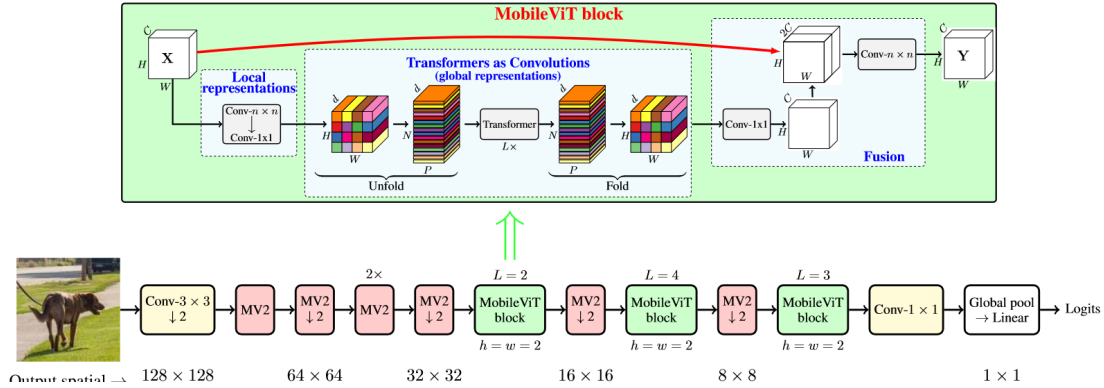 MobileViT block
C
H
X
W
Local
representations
Conv-n × n
↓
Conv-1x1
Transformers as Convolutions
(global representations)
d
H
W
Unfold
N
P
Transformer
L×
N
P
Fold
d
H
W
Conv-1x1
H
C
W
2C
H
W
Conv-n × n
Fusion
C
H
Y
W
Conv-3 × 3
↓ 2
MV2
MV2
↓ 2
2×
MV2
MV2
↓ 2
L = 2
MobileViT
block
h = w = 2
MV2
↓ 2
L = 4
MobileViT
block
h = w = 2
MV2
↓ 2
L = 3
MobileViT
block
h = w = 2
Conv-1 × 1
Global pool
→ Linear
Logits
Output spatial → 128 × 128 64 × 64 32 × 32 16 × 16 8 × 8 1 × 1